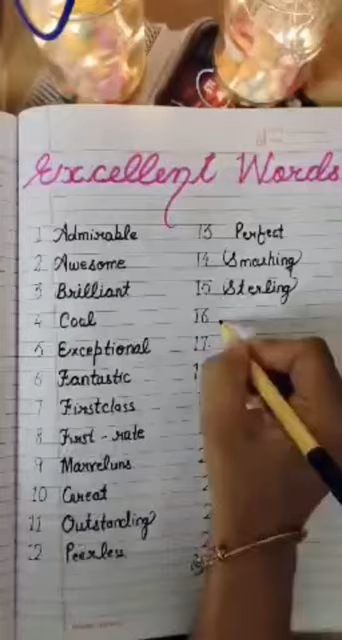 Excellent Words
1 Admirable
2 Awesome
3 Brilliant
4 Cool
5 Exceptional
6 Fantastic
7 Firstclass
8 First-rate
9 Marveluns
10 Great
11 Outstanding
12 Peerless
13 Perfect
14 Smashing
15 Sterling
16
17